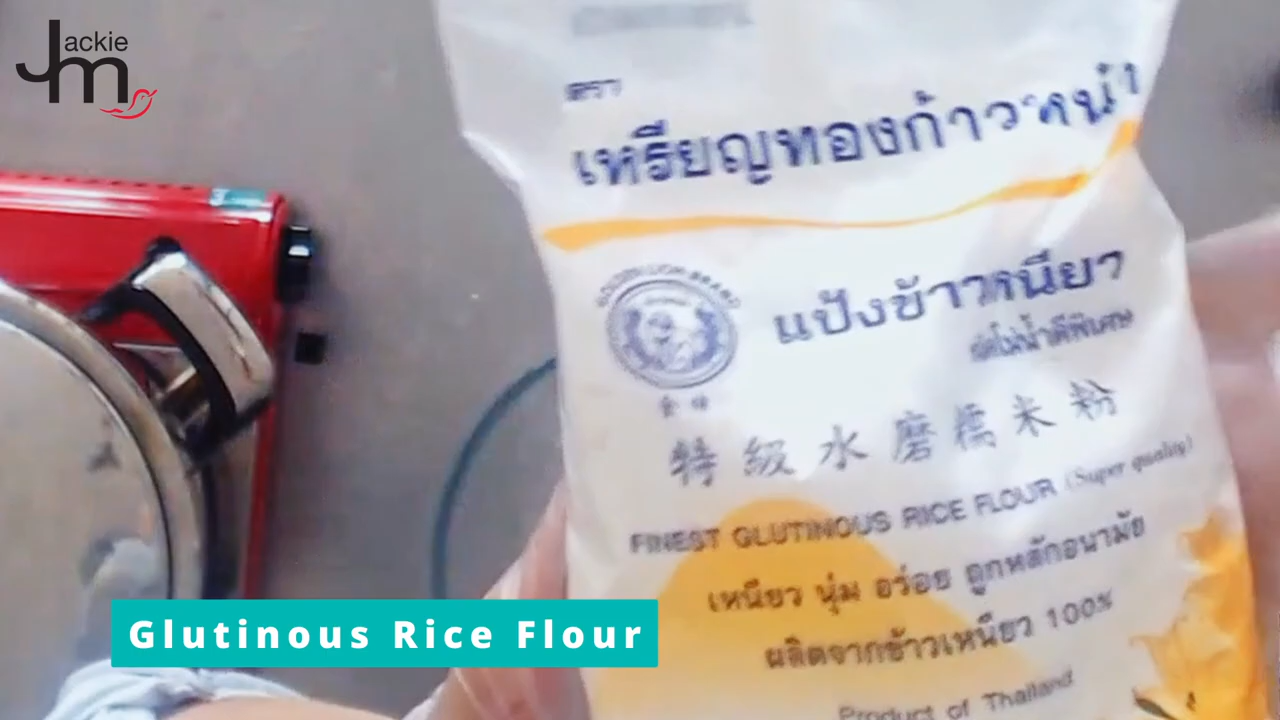 Jackie
JM
ตรา
เหรียญทองก้าวหน้า
GOLDEN LION BRAND
แป้งข้าวเหนียว
特級水磨糯米粉
FINEST GLUTINOUS RICE FLOUR (Super quality)
เหนียว นุ่ม อร่อย ถูกหลักอนามัย
ผลิตจากข้าวเหนียว 100%
Product of Thailand
Glutinous Rice Flour